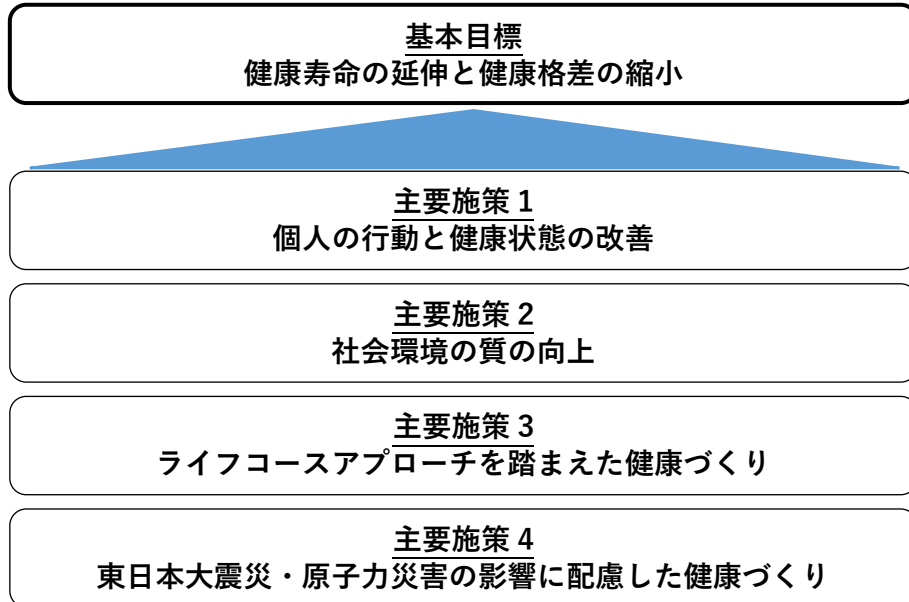 基本目標
健康寿命の延伸と健康格差の縮小
主要施策 1
個人の行動と健康状態の改善
主要施策 2
社会環境の質の向上
主要施策 3
ライフコースアプローチを踏まえた健康づくり
主要施策 4
東日本大震災・原子力災害の影響に配慮した健康づくり